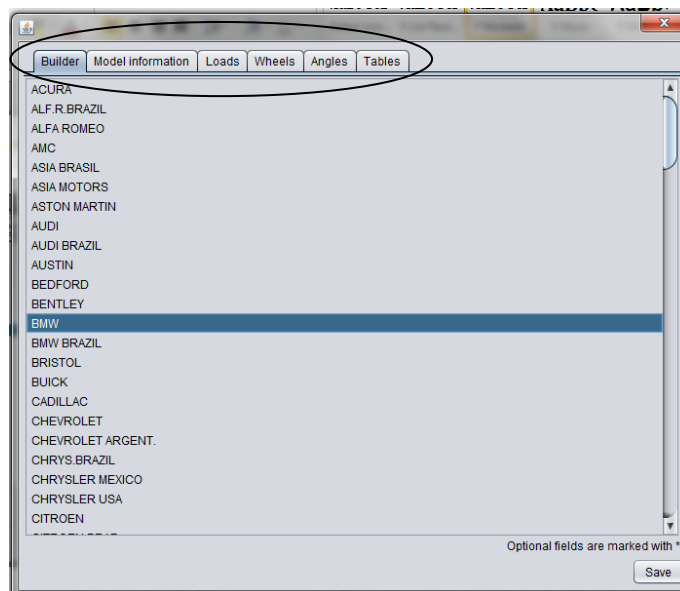 Builder Model information Loads Wheels Angles Tables
ACURA
ALF.R.BRAZIL
ALFA ROMEO
AMC
ASIA BRASIL
ASIA MOTORS
ASTON MARTIN
AUDI
AUDI BRAZIL
AUSTIN
BEDFORD
BENTLEY
BMW
BMW BRAZIL
BRISTOL
BUICK
CADILLAC
CHEVROLET
CHEVROLET ARGENT.
CHRYS.BRAZIL
CHRYSLER MEXICO
CHRYSLER USA
CITROEN
Optional fields are marked with *
Save